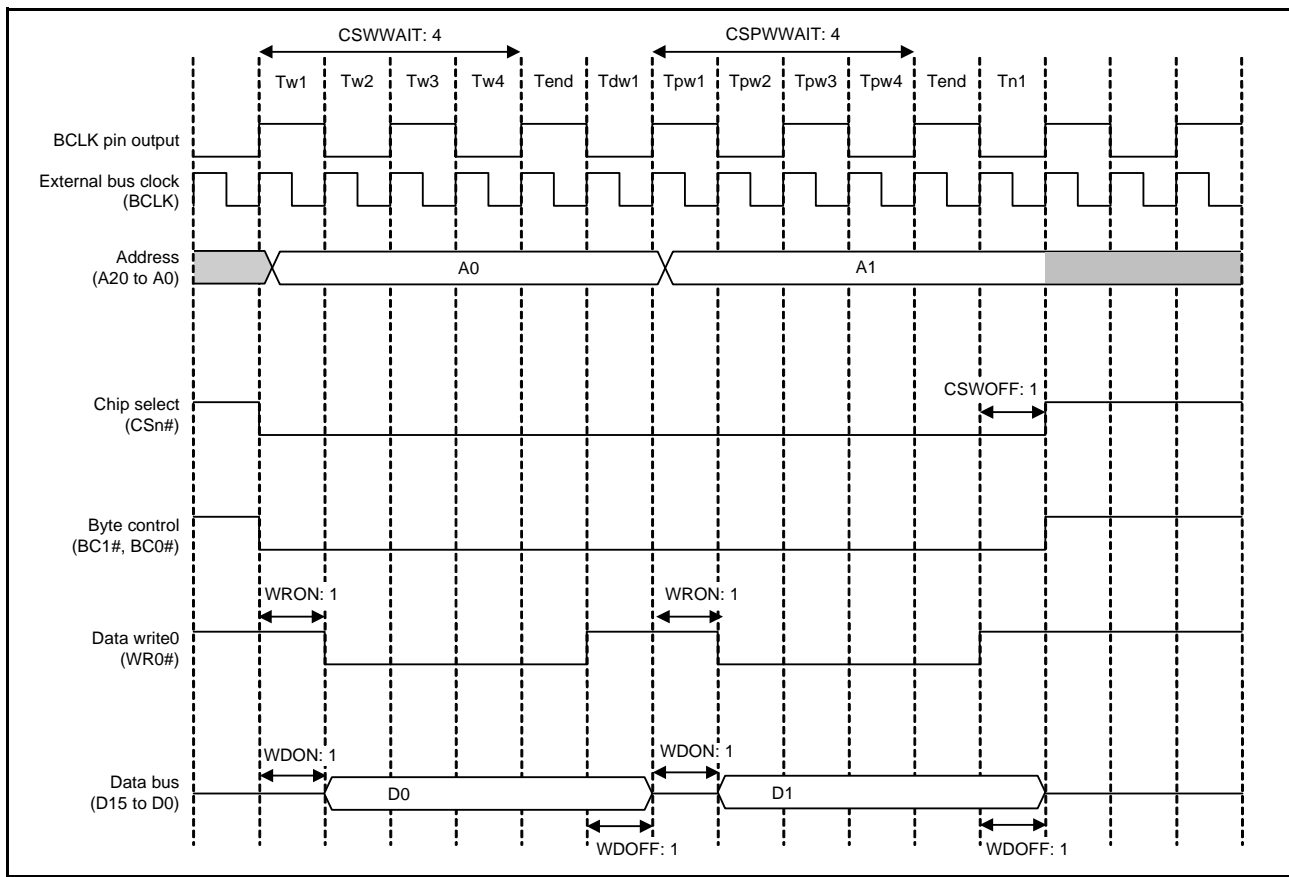 CSWWAIT: 4 CSPWWAIT: 4
Tw1 Tw2 Tw3 Tw4 Tend Tdw1 Tpw1 Tpw2 Tpw3 Tpw4 Tend Tn1
BCLK pin output
External bus clock
(BCLK)
Address
(A20 to A0)
A0 A1
CSWOFF: 1
Chip select
(CSn#)
Byte control
(BC1#, BC0#)
WRON: 1 WRON: 1
Data write0
(WR0#)
WDON: 1 WDON: 1
Data bus
(D15 to D0)
D0 D1
WDOFF: 1 WDOFF: 1